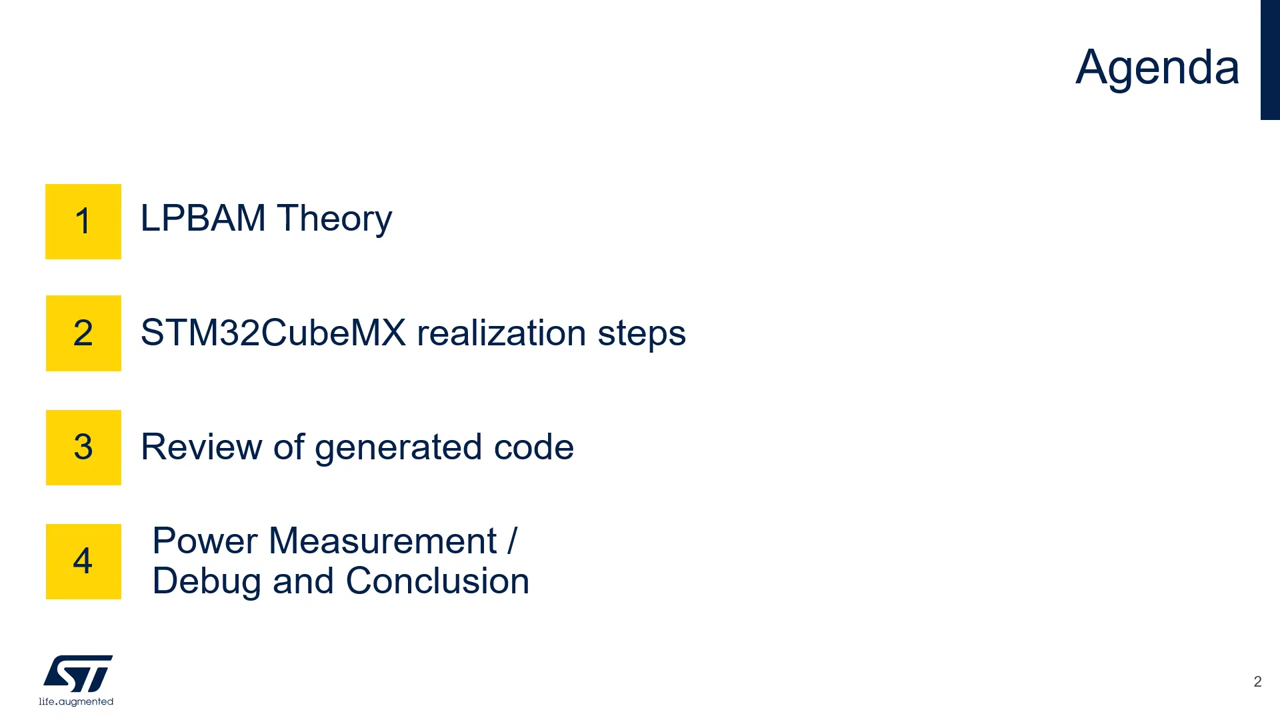 Agenda
1
LPBAM Theory
2
STM32CubeMX realization steps
3
Review of generated code
4
Power Measurement /
Debug and Conclusion
ST
life.augmented
2